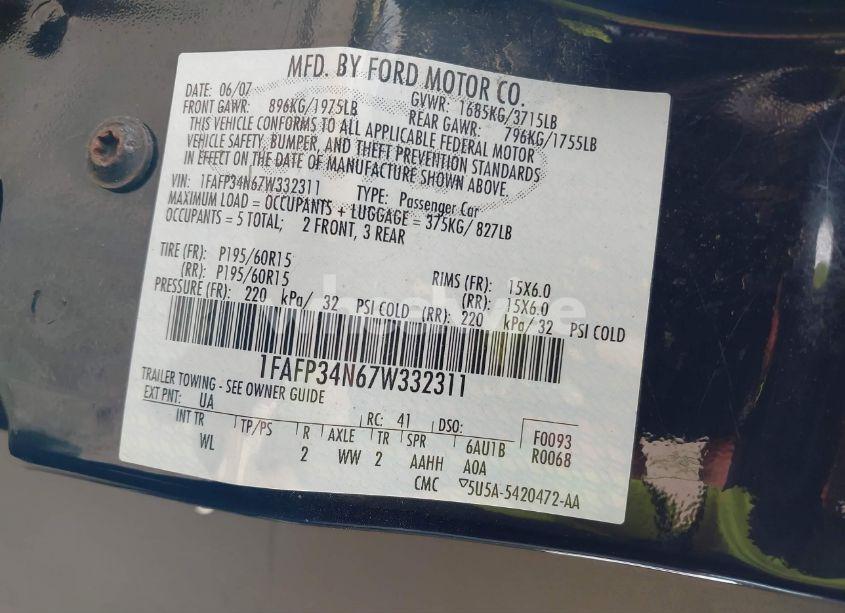 MFD. BY FORD MOTOR CO.
DATE: 06/07 GVWR: 1685KG/3715LB
FRONT GAWR: 896KG/1975LB REAR GAWR: 796KG/1755LB
THIS VEHICLE CONFORMS TO ALL APPLICABLE FEDERAL MOTOR
VEHICLE SAFETY, BUMPER, AND THEFT PREVENTION STANDARDS
IN EFFECT ON THE DATE OF MANUFACTURE SHOWN ABOVE.
VIN: 1FAFP34N67W332311 TYPE: Passenger Car
MAXIMUM LOAD = OCCUPANTS + LUGGAGE = 375KG/ 827LB
OCCUPANTS = 5 TOTAL; 2 FRONT, 3 REAR
TIRE (FR): P195/60R15 RIMS (FR): 15X6.0
(RR): P195/60R15 (RR): 15X6.0
PRESSURE (FR): 220 kPa/ 32 PSI COLD (RR): 220 kPa/ 32 PSI COLD
1FAFP34N67W332311
TRAILER TOWING - SEE OWNER GUIDE
EXT PNT: UA RC: 41 DSO: F0093
INT TR TP/PS R AXLE TR SPR 6AU1B R0068
WL 2 WW 2 AAHH AOA
CMC ▽5U5A-5420472-AA